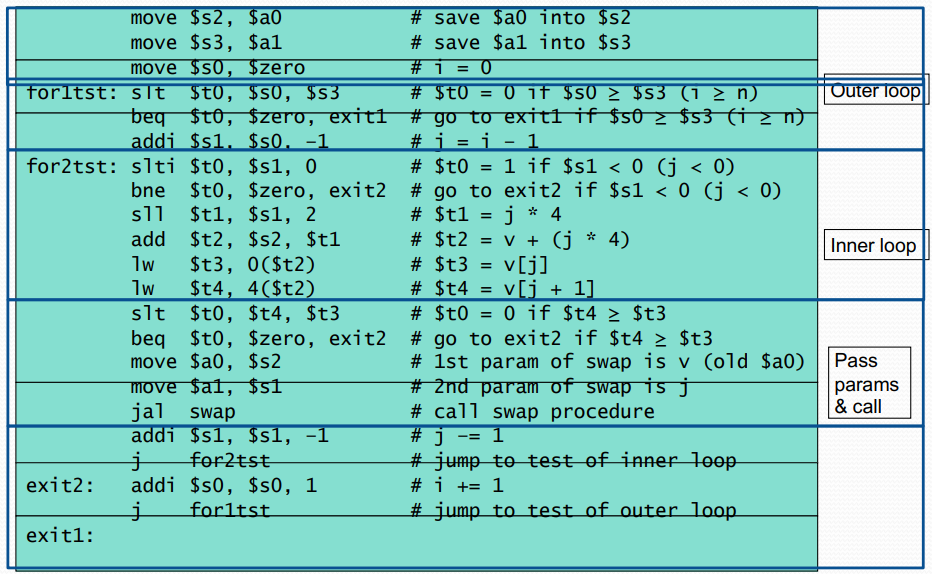 move $s2, $a0 # save $a0 into $s2
move $s3, $a1 # save $a1 into $s3
move $s0, $zero # i = 0
for1tst: slt $t0, $s0, $s3 # $t0 = 0 if $s0 ≥ $s3 (i ≥ n)
Outer loop
beq $t0, $zero, exit1 # go to exit1 if $s0 ≥ $s3 (i ≥ n)
addi $s1, $s0, -1 # j = i - 1
for2tst: slti $t0, $s1, 0 # $t0 = 1 if $s1 < 0 (j < 0)
bne $t0, $zero, exit2 # go to exit2 if $s1 < 0 (j < 0)
sll $t1, $s1, 2 # $t1 = j * 4
add $t2, $s2, $t1 # $t2 = v + (j * 4)
Inner loop
lw $t3, 0($t2) # $t3 = v[j]
lw $t4, 4($t2) # $t4 = v[j + 1]
slt $t0, $t4, $t3 # $t0 = 0 if $t4 ≥ $t3
beq $t0, $zero, exit2 # go to exit2 if $t4 ≥ $t3
move $a0, $s2 # 1st param of swap is v (old $a0)
move $a1, $s1 # 2nd param of swap is j
jal swap # call swap procedure
Pass
params
& call
addi $s1, $s1, -1 # j -= 1
j for2tst # jump to test of inner loop
exit2: addi $s0, $s0, 1 # i += 1
j for1tst # jump to test of outer loop
exit1: